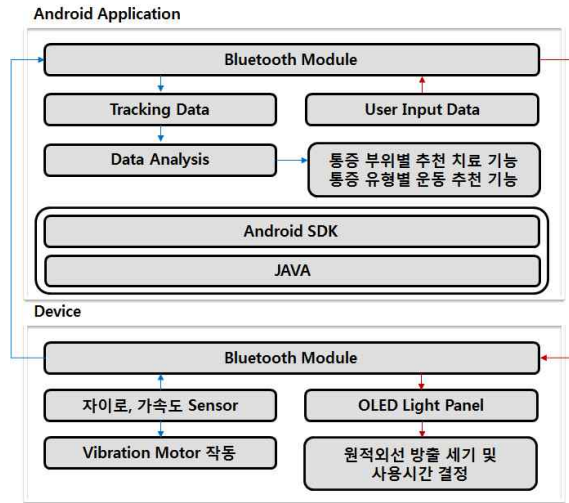 Android Application
Bluetooth Module
Tracking Data
User Input Data
Data Analysis
통증 부위별 추천 치료 기능
통증 유형별 운동 추천 기능
Android SDK
JAVA
Device
Bluetooth Module
자이로, 가속도 Sensor
OLED Light Panel
Vibration Motor 작동
원적외선 방출 세기 및
사용시간 결정